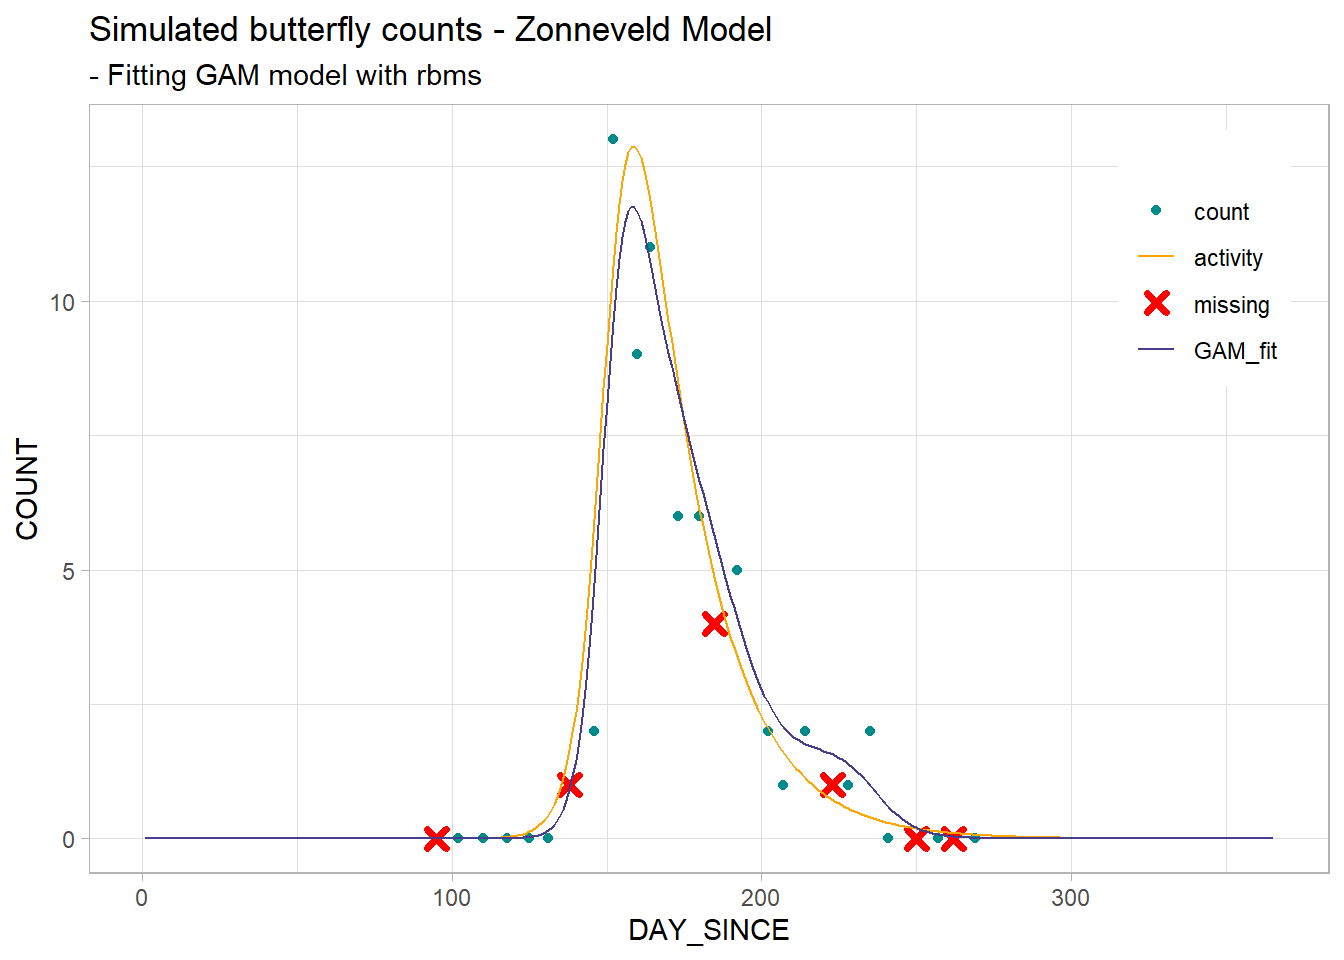 Simulated butterfly counts - Zonneveld Model
- Fitting GAM model with rbms
count
activity
missing
GAM_fit
10
5
0
0
100
200
300
DAY_SINCE
COUNT